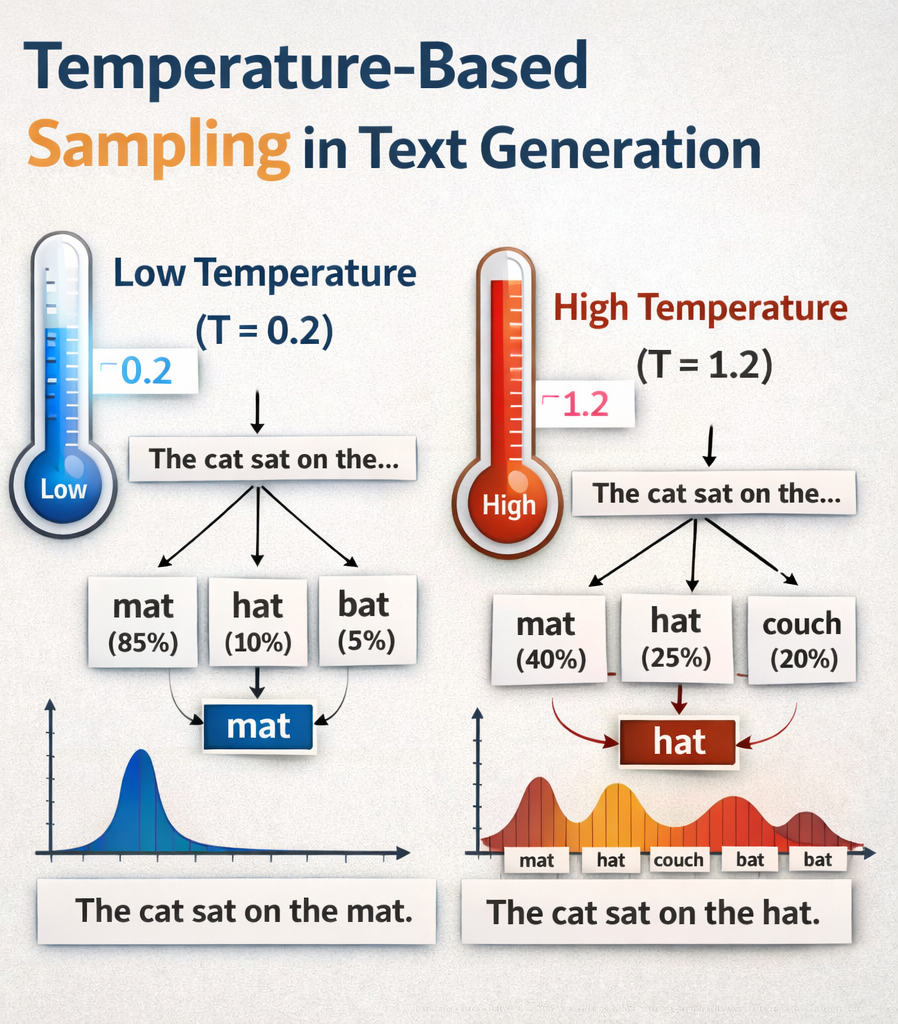 Temperature-Based
Sampling in Text Generation
Low Temperature
(T = 0.2)
0.2
Low
The cat sat on the...
mat
(85%)
hat
(10%)
bat
(5%)
mat
The cat sat on the mat.
High Temperature
(T = 1.2)
1.2
High
The cat sat on the...
mat
(40%)
hat
(25%)
couch
(20%)
hat
mat hat couch bat bat
The cat sat on the hat.